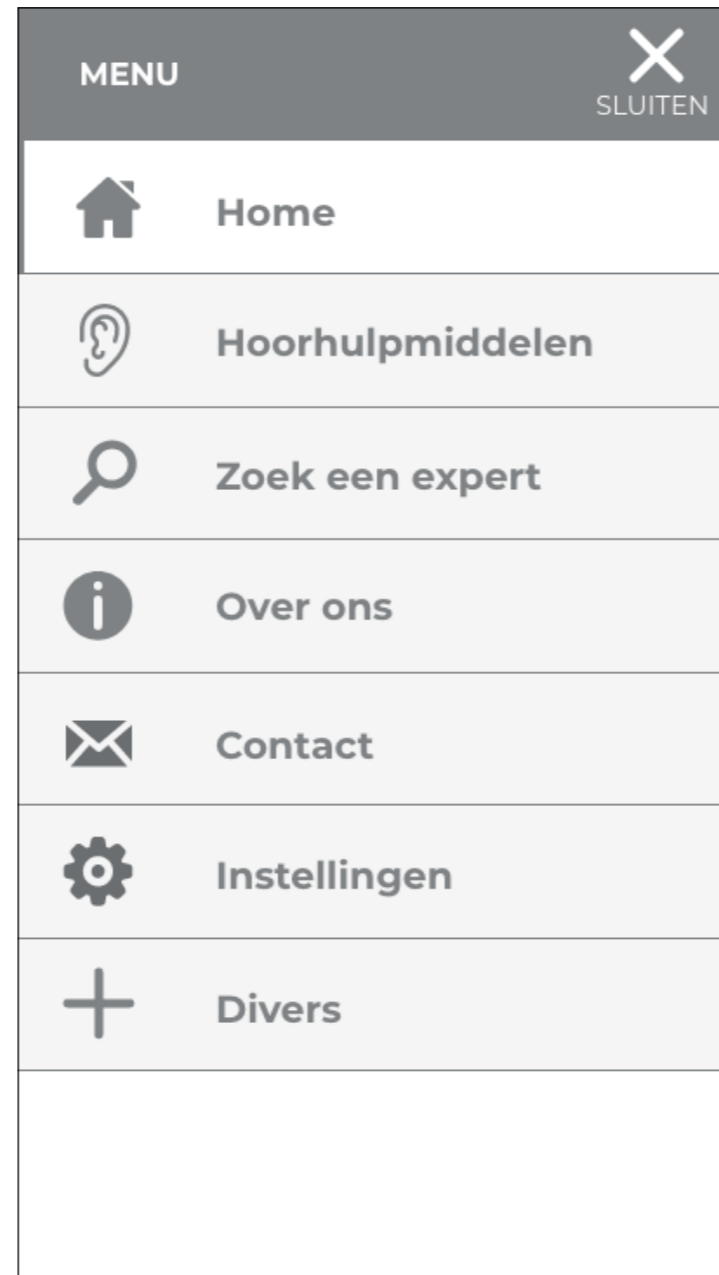 MENU
SLUITEN
Home
Hoorhulpmiddelen
Zoek een expert
Over ons
Contact
Instellingen
Divers